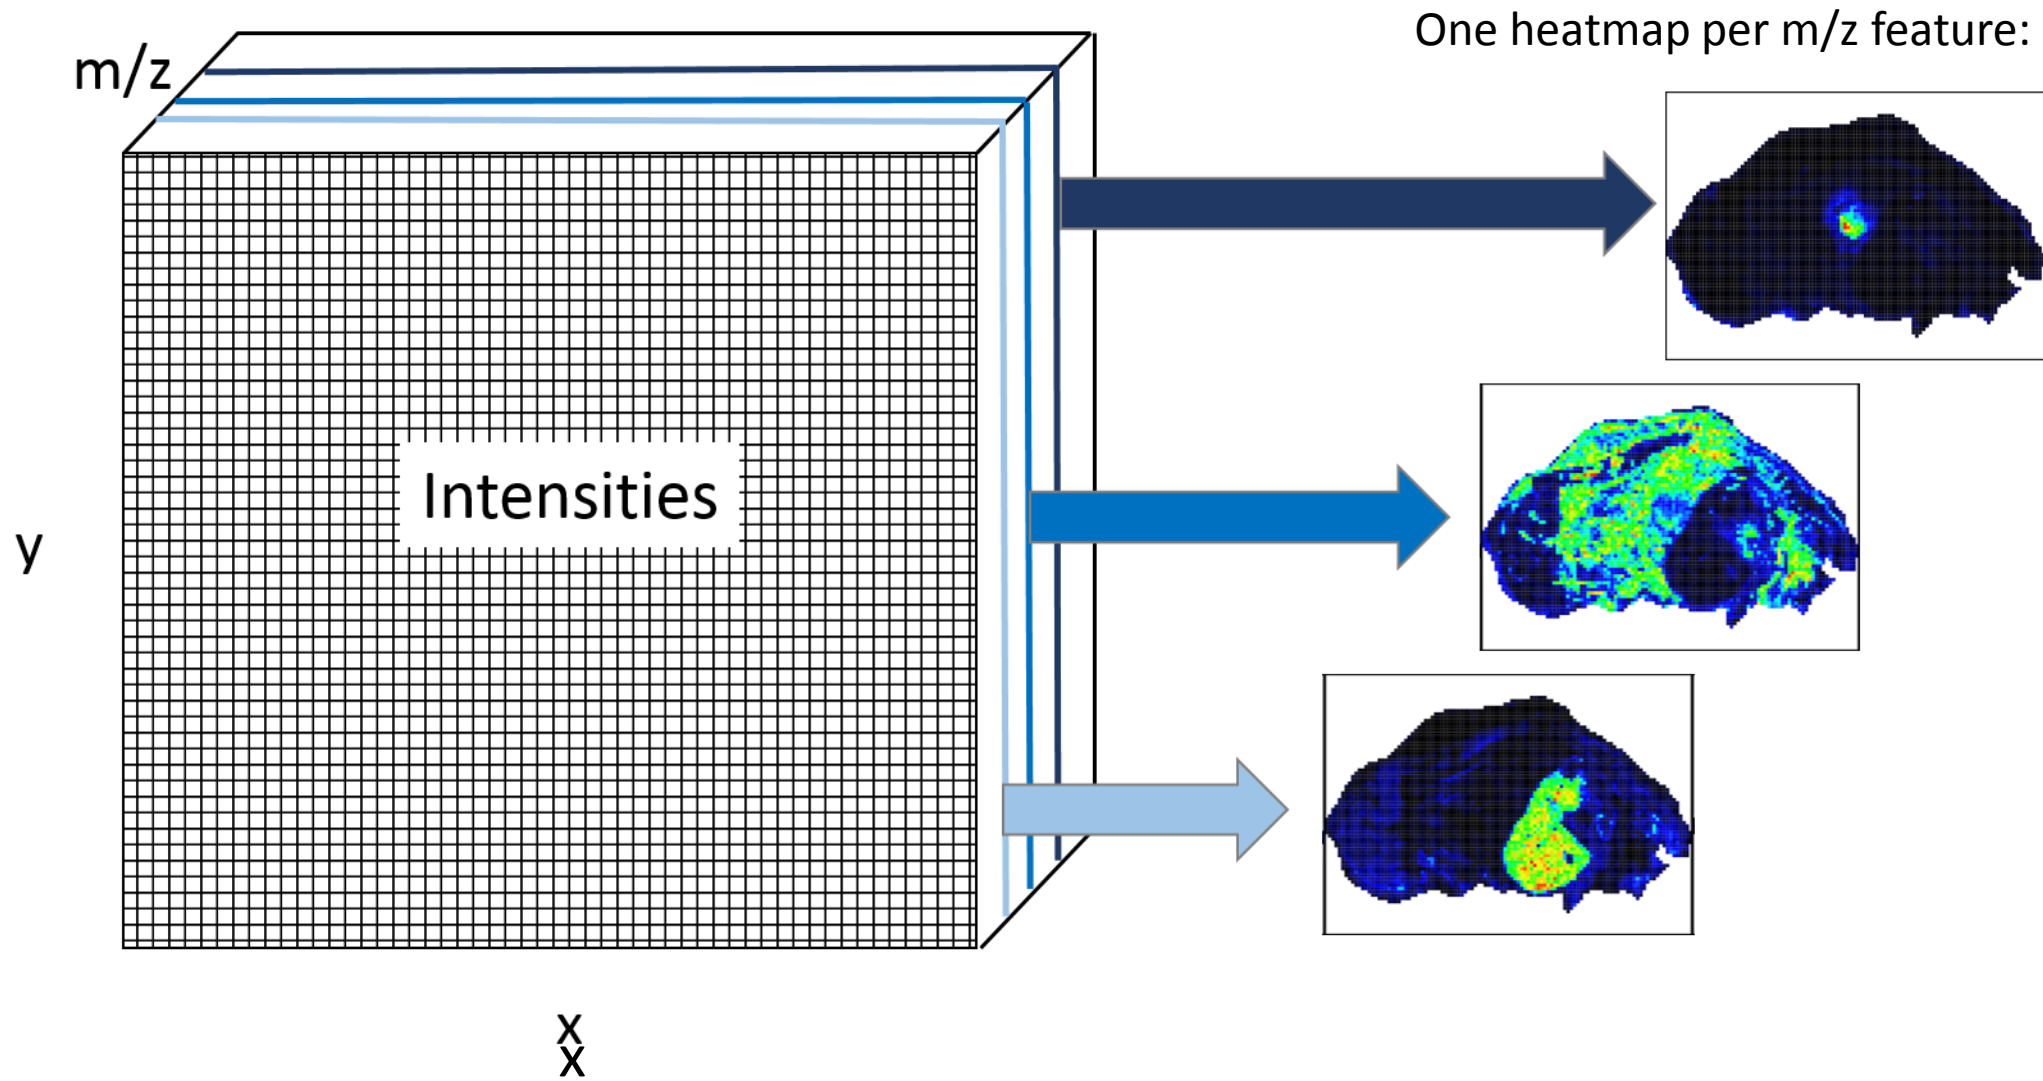 One heatmap per m/z feature:
m/z
Intensities
y
x
x